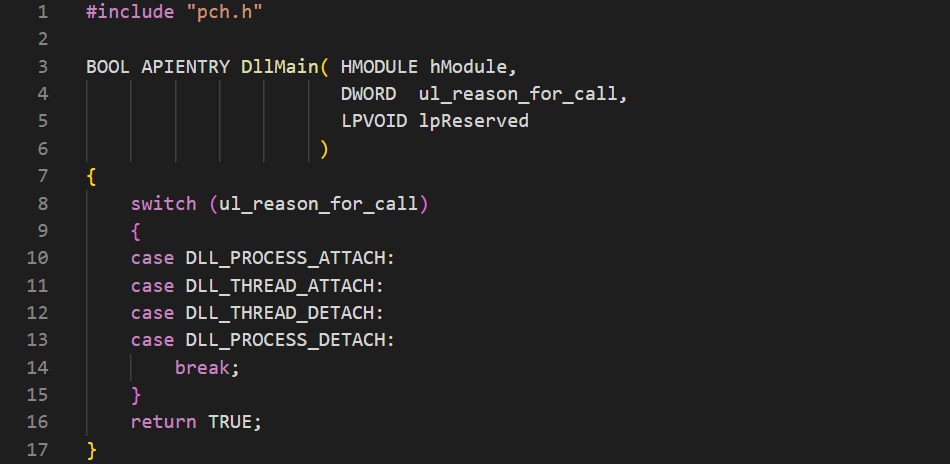 1 #include "pch.h"
2
3 BOOL APIENTRY DllMain( HMODULE hModule,
4                        DWORD  ul_reason_for_call,
5                        LPVOID lpReserved
6                      )
7 {
8     switch (ul_reason_for_call)
9     {
10     case DLL_PROCESS_ATTACH:
11     case DLL_THREAD_ATTACH:
12     case DLL_THREAD_DETACH:
13     case DLL_PROCESS_DETACH:
14         break;
15     }
16     return TRUE;
17 }